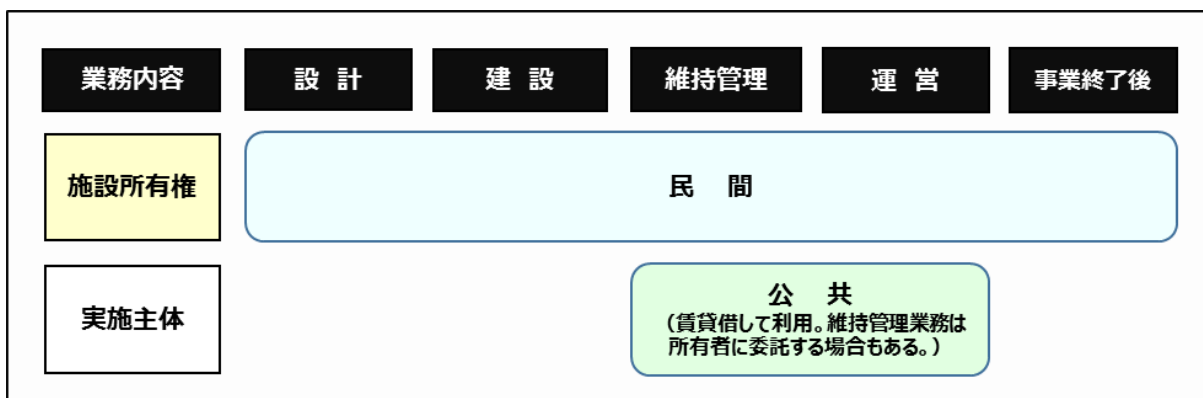 業務内容 設 計 建 設 維持管理 運 営 事業終了後
施設所有権 民 間
実施主体 公 共
（賃貸借して利用。維持管理業務は
所有者に委託する場合もある。）